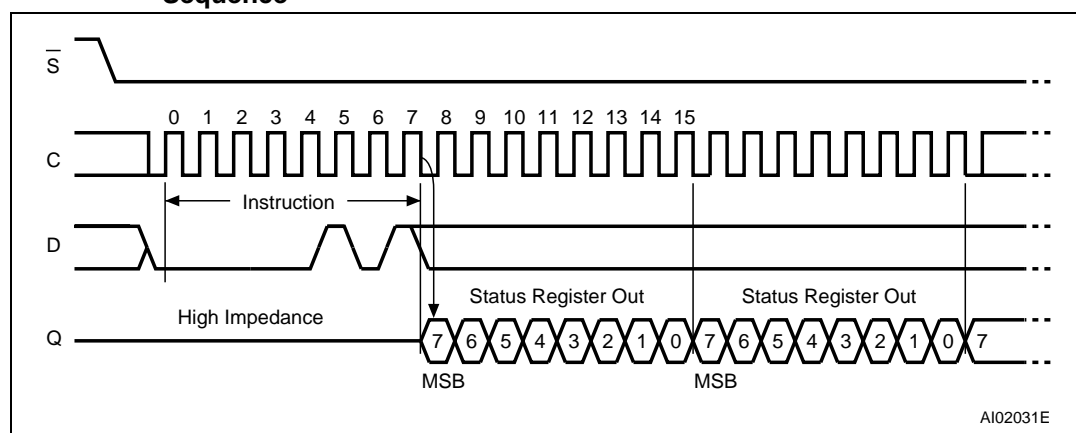 Sequence
S
0 1 2 3 4 5 6 7 8 9 10 11 12 13 14 15
C
Instruction
D
Status Register Out Status Register Out
High Impedance
Q 7 6 5 4 3 2 1 0 7 6 5 4 3 2 1 0 7
MSB MSB
AI02031E